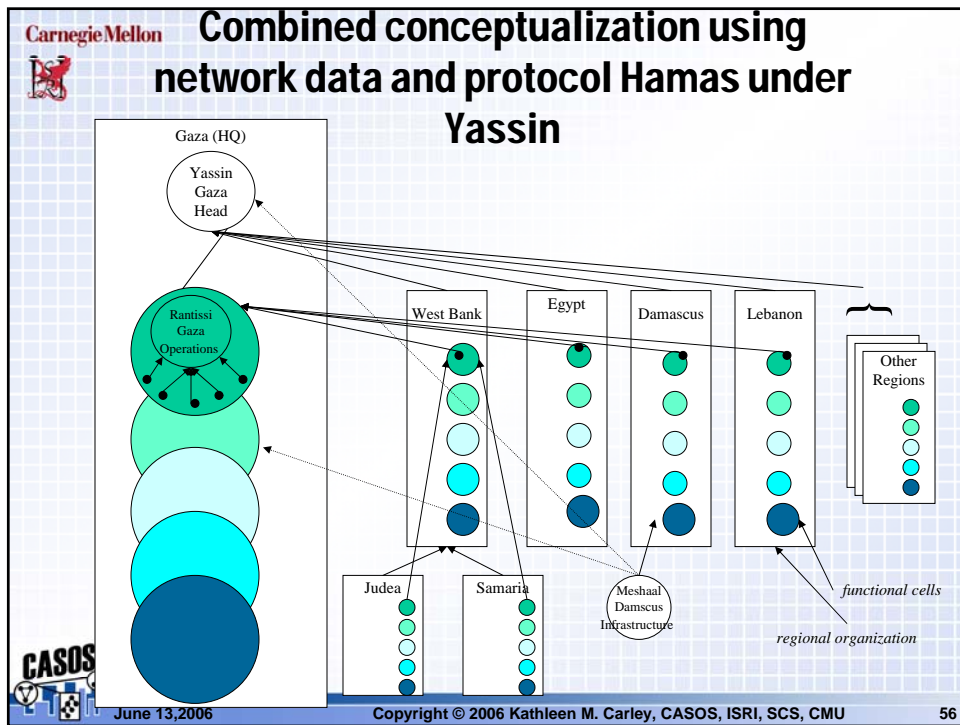 Carnegie Mellon
Combined conceptualization using
network data and protocol Hamas under
Yassin
Gaza (HQ)
Yassin
Gaza
Head
Rantissi
Gaza
Operations
West Bank
Egypt
Damascus
Lebanon
Other
Regions
Judea
Samaria
Meshaal
Damscus
Infrastructure
functional cells
regional organization
CASOS
June 13,2006
Copyright © 2006 Kathleen M. Carley, CASOS, ISRI, SCS, CMU
56